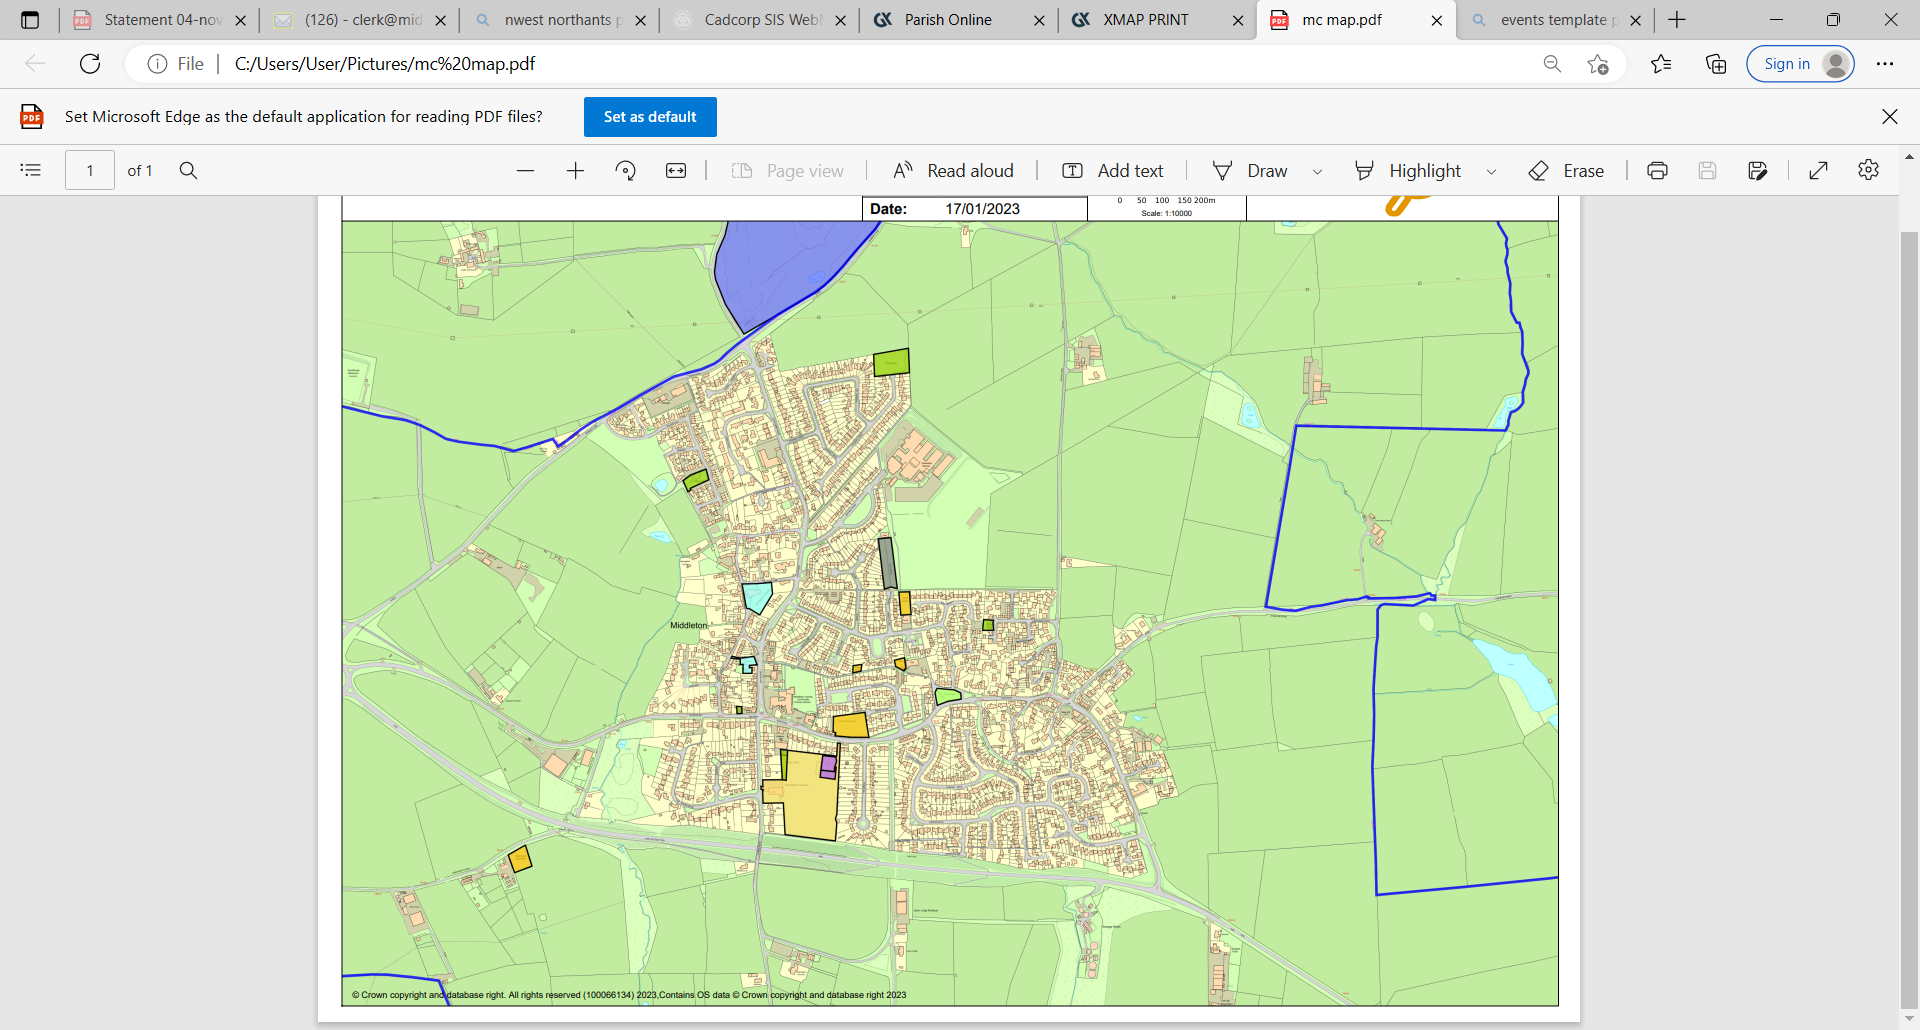 Statement 04-nov
(126) - clerk@mid
nwest northants p
Cadcorp SIS WebM
Parish Online
XMAP PRINT
mc map.pdf
events template p
File
C:/Users/User/Pictures/mc%20map.pdf
Sign in
Set Microsoft Edge as the default application for reading PDF files?
Set as default
1 of 1
Page view
Read aloud
Add text
Draw
Highlight
Erase
Date: 17/01/2023
0 50 100 150 200m
Scale: 1:10000
Middleton
© Crown copyright and database right. All rights reserved (100066134) 2023,Contains OS data © Crown copyright and database right 2023